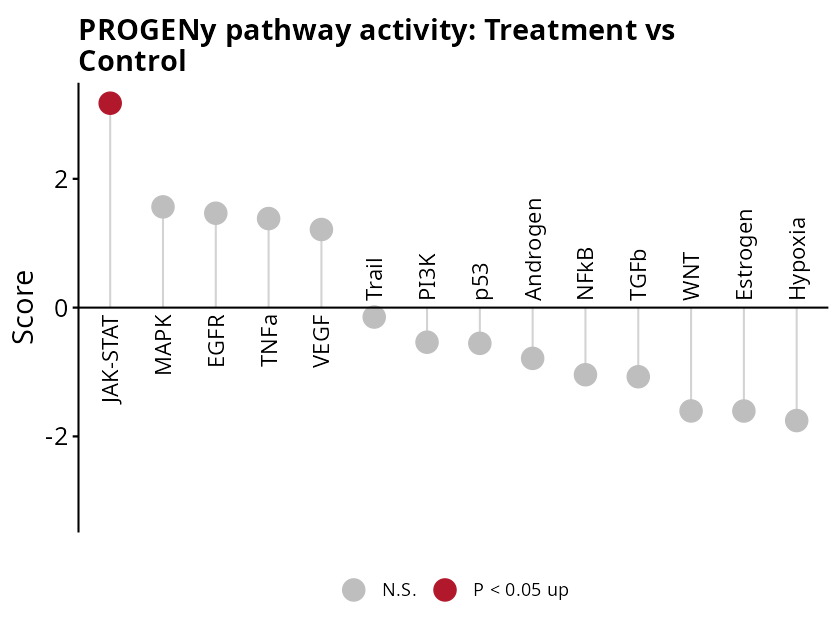 PROGENy pathway activity: Treatment vs
Control
Score
2
0
-2
JAK-STAT
MAPK
EGFR
TNFa
VEGF
Trail
PI3K
p53
Androgen
NFkB
TGFb
WNT
Estrogen
Hypoxia
N.S.
P < 0.05 up